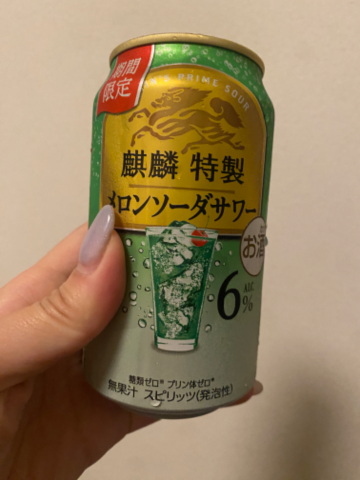 期間
限定
'S PRIME SOUR
麒麟 特製
メロンソーダサワー
お酒
6%
ALC
糖類ゼロ* プリン体ゼロ*
無果汁 スピリッツ(発泡性)